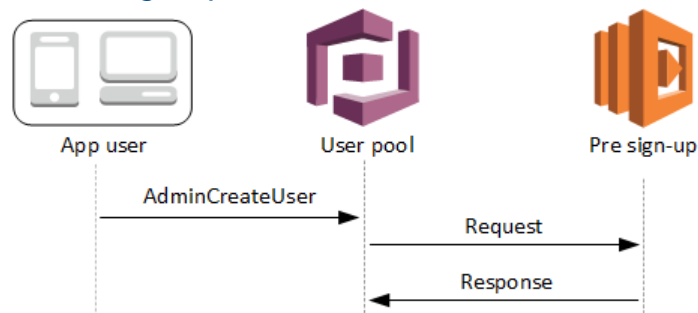 App user
User pool
Pre sign-up
AdminCreateUser
Request
Response